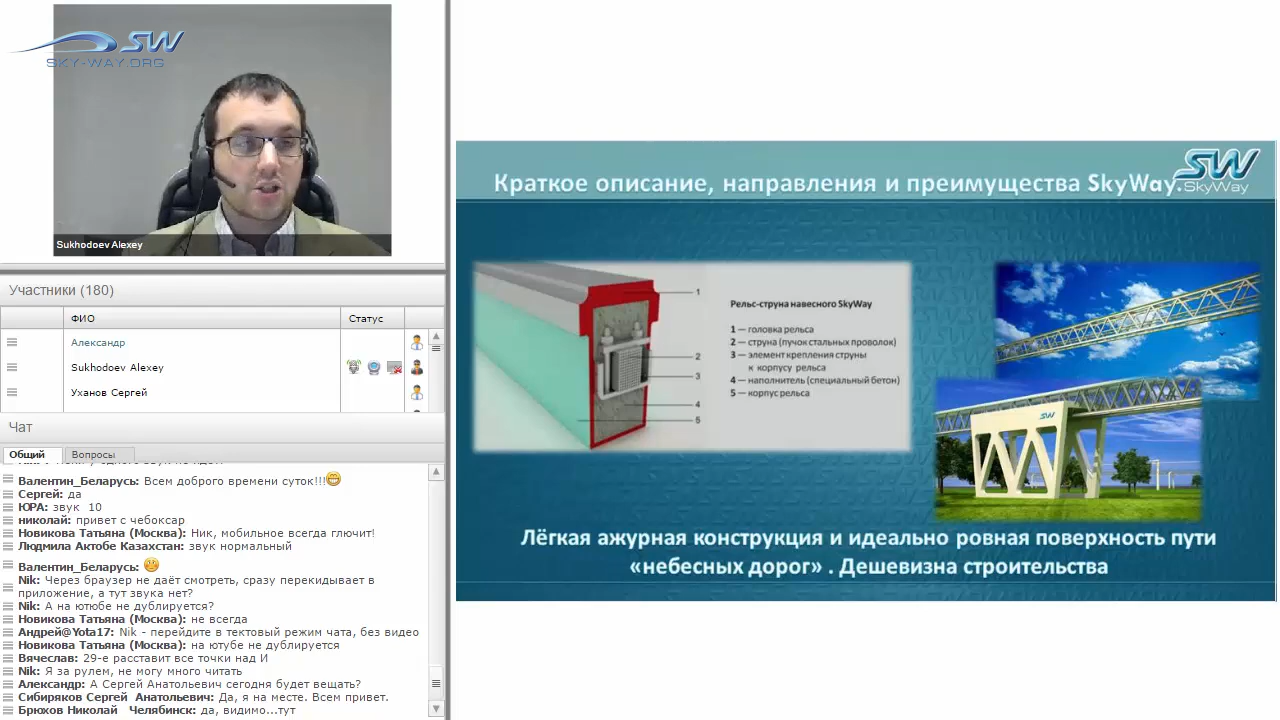 SW
SKY-WAY.ORG
Sukhodoev Alexey
Участники (180)
ФИО
Статус
Александр
Sukhodoev Alexey
Уханов Сергей
Чат
Общий
Вопросы
Валентин_Беларусь: Всем доброго времени суток!!!
Сергей: да
ЮРА: звук 10
николай: привет с чебоксар
Новикова Татьяна (Москва): Ник, мобильное всегда глючит!
Людмила Актобе Казахстан: звук нормальный
Валентин_Беларусь:
Nik: Через браузер не даёт смотреть, сразу перекидывает в
приложение, а тут звука нет?
Nik: А на ютюбе не дублируется?
Новикова Татьяна (Москва): не всегда
Андрей@Yota17: Nik - перейдите в тектовый режим чата, без видео
Новикова Татьяна (Москва): на ютубе не дублируется
Вячеслав: 29-е расставит все точки над И
Nik: Я за рулем, не могу много читать
Александр: А Сергей Анатольевич сегодня будет вещать?
Сибиряков Сергей Анатольевич: Да, я на месте. Всем привет.
Брюхов Николай Челябинск: да, видимо...тут
Краткое описание, направления и преимущества SkyWay.
SW
SkyWay
Рельс-струна навесного SkyWay
1 — головка рельса
2 — струна (пучок стальных проволок)
3 — элемент крепления струны
к корпусу рельса
4 — наполнитель (специальный бетон)
5 — корпус рельса
1
2
3
4
5
SW
Лёгкая ажурная конструкция и идеально ровная поверхность пути
«небесных дорог» . Дешевизна строительства